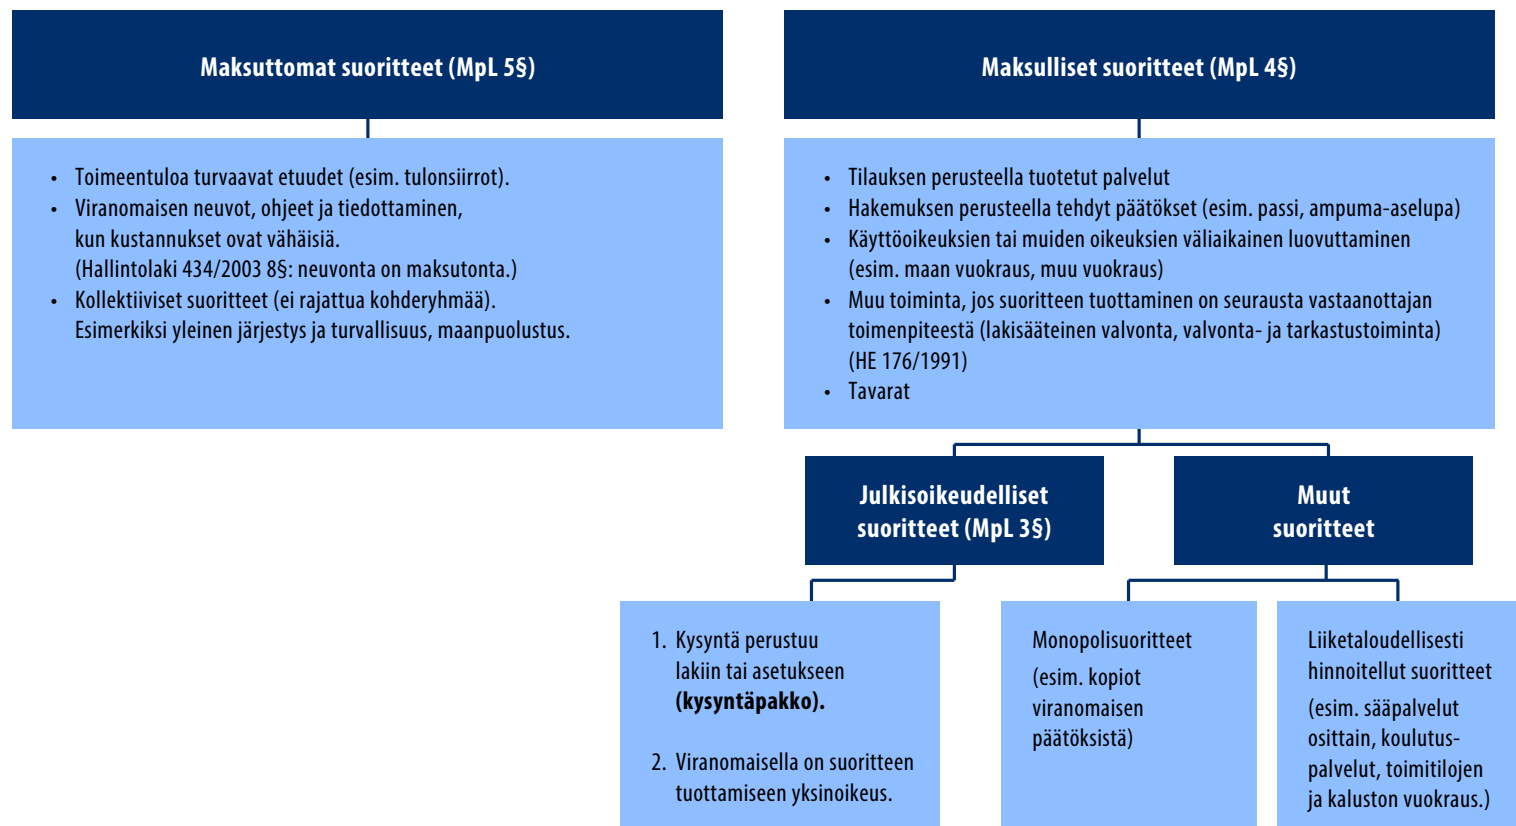 Maksuttomat suoritteet (MpL 5§)
• Toimeentuloa turvaavat etuudet (esim. tulonsiirrot).
• Viranomaisen neuvot, ohjeet ja tiedottaminen,
kun kustannukset ovat vähäisiä.
(Hallintolaki 434/2003 8§: neuvonta on maksutonta.)
• Kollektiiviset suoritteet (ei rajattua kohderyhmää).
Esimerkiksi yleinen järjestys ja turvallisuus, maanpuolustus.
Maksulliset suoritteet (MpL 4§)
• Tilauksen perusteella tuotetut palvelut
• Hakemuksen perusteella tehdyt päätökset (esim. passi, ampuma-aselupa)
• Käyttöoikeuksien tai muiden oikeuksien väliaikainen luovuttaminen
(esim. maan vuokraus, muu vuokraus)
• Muu toiminta, jos suoritteen tuottaminen on seurausta vastaanottajan
toimenpiteestä (lakisääteinen valvonta, valvonta- ja tarkastustoiminta)
(HE 176/1991)
• Tavarat
Julkisoikeudelliset
suoritteet (MpL 3§)
Muut
suoritteet
1. Kysyntä perustuu
lakiin tai asetukseen
(kysyntäpakko).
2. Viranomaisella on suoritteen
tuottamiseen yksinoikeus.
Monopolisuoritteet
(esim. kopiot
viranomaisen
päätöksistä)
Liiketaloudellisesti
hinnoitellut suoritteet
(esim. sääpalvelut
osittain, koulutus-
palvelut, toimitilojen
ja kaluston vuokraus.)